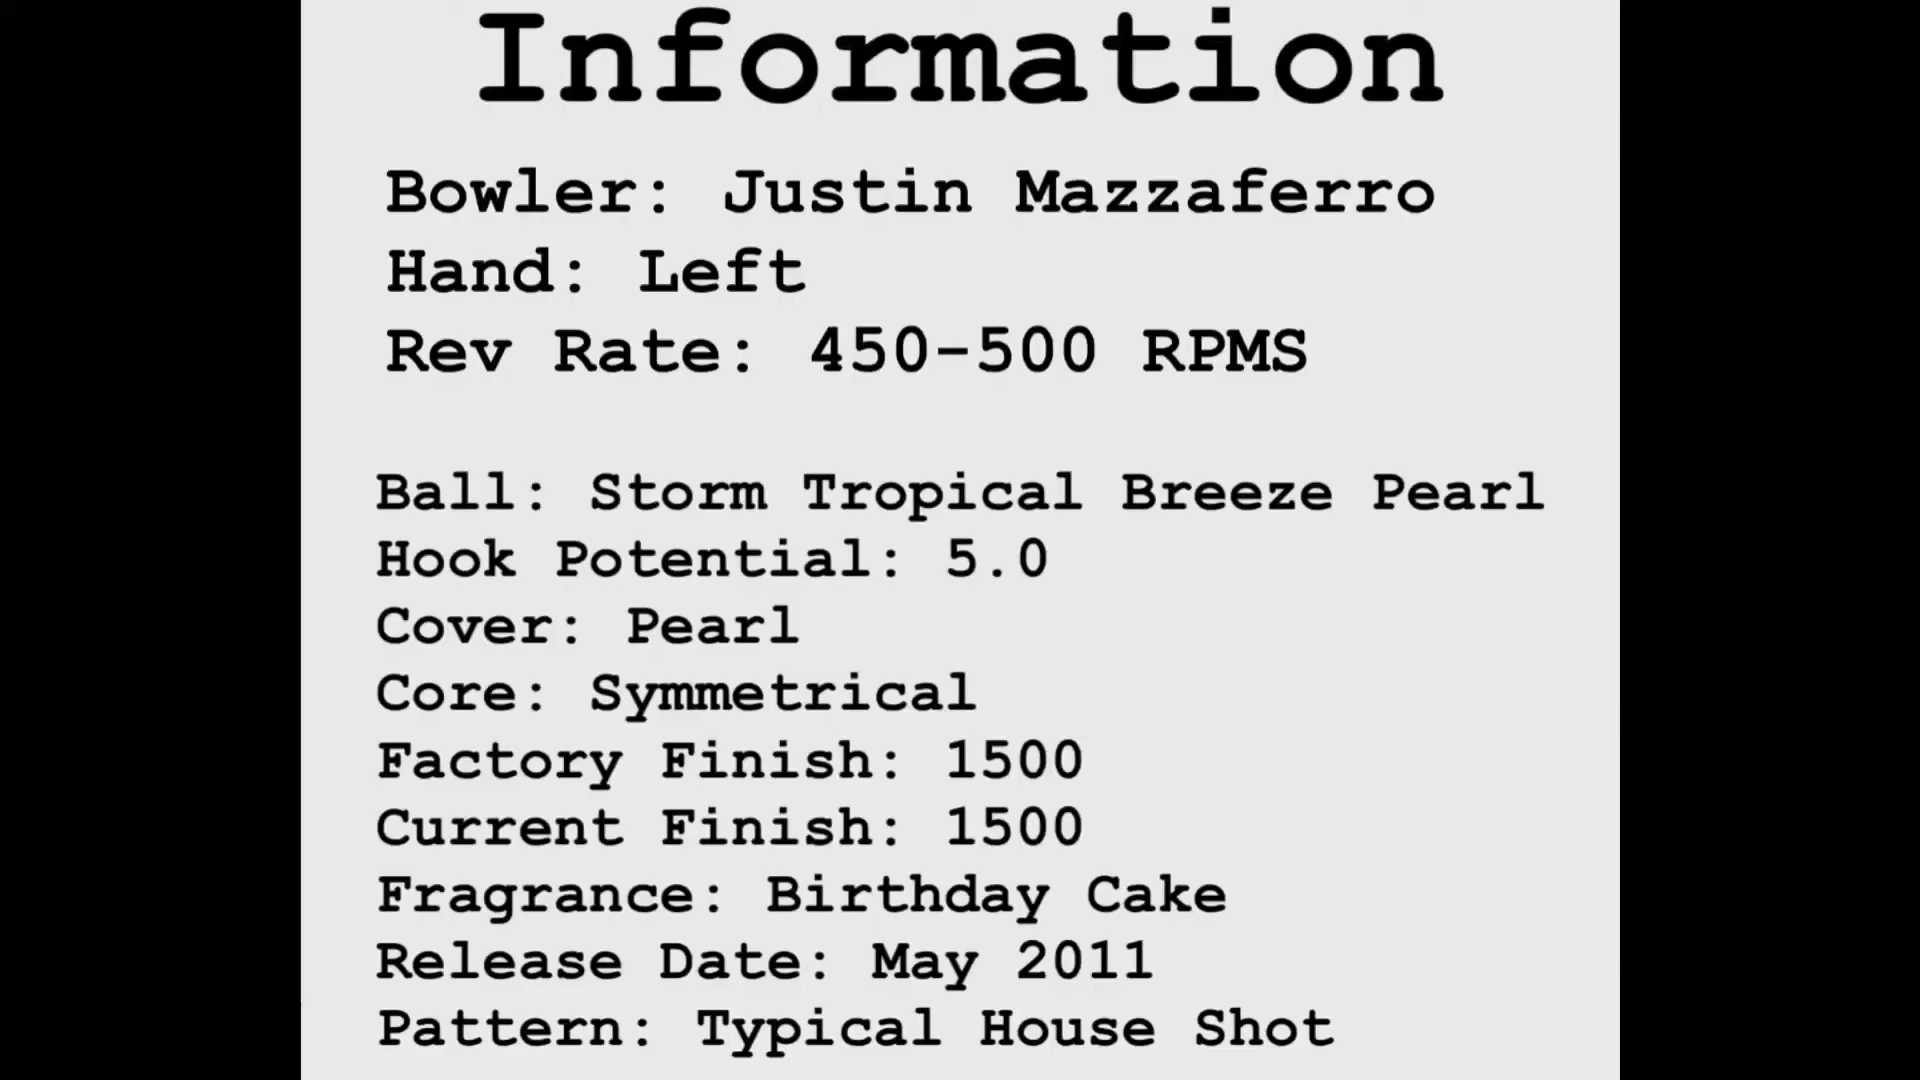 Information
Bowler: Justin Mazzaferro
Hand: Left
Rev Rate: 450-500 RPMS
Ball: Storm Tropical Breeze Pearl
Hook Potential: 5.0
Cover: Pearl
Core: Symmetrical
Factory Finish: 1500
Current Finish: 1500
Fragrance: Birthday Cake
Release Date: May 2011
Pattern: Typical House Shot